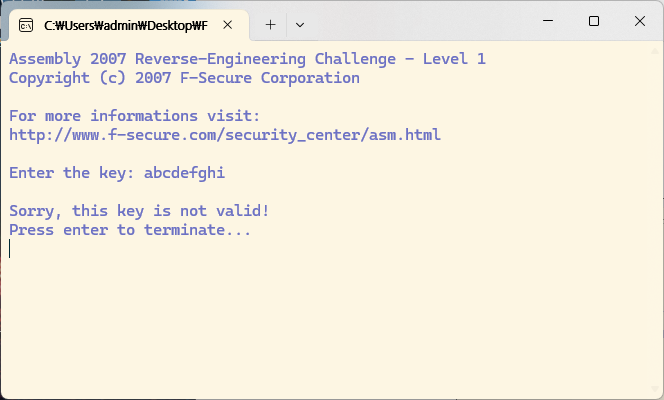 C:₩Users₩admin₩Desktop₩F
Assembly 2007 Reverse-Engineering Challenge - Level 1
Copyright (c) 2007 F-Secure Corporation
For more informations visit:
http://www.f-secure.com/security_center/asm.html
Enter the key: abcdefghi
Sorry, this key is not valid!
Press enter to terminate...